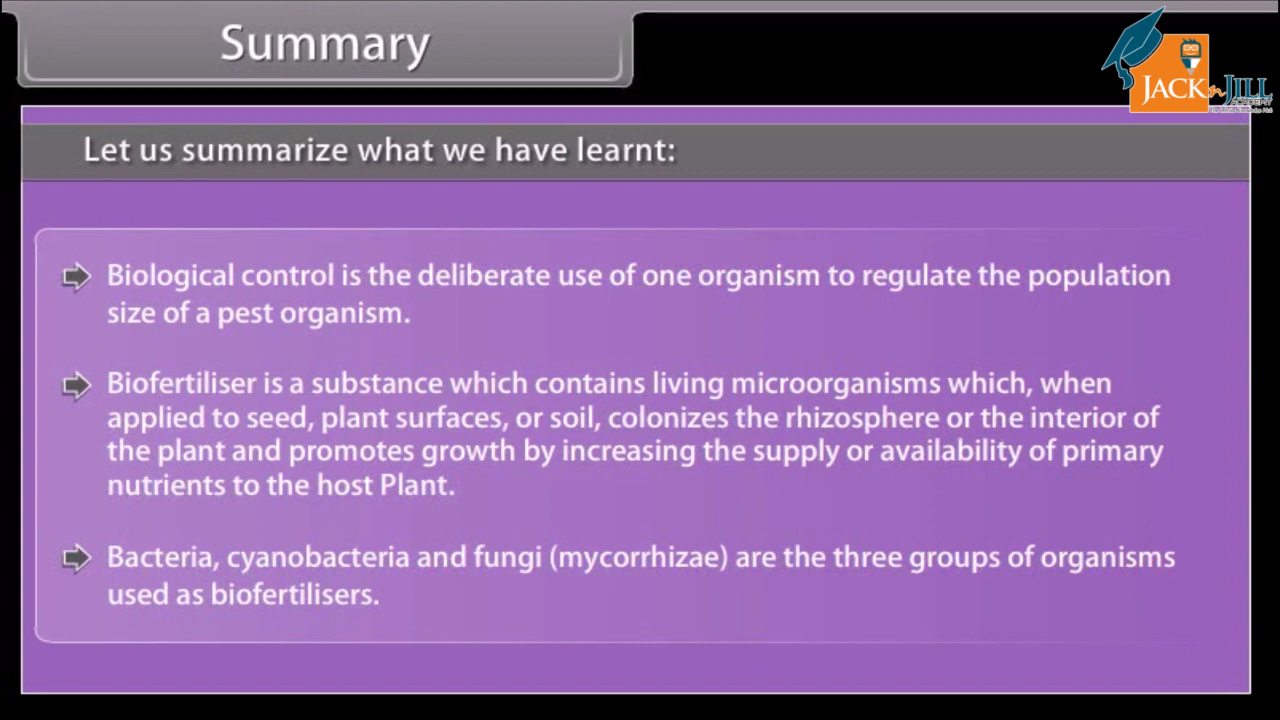 Summary
JACK n JILL
ACADEMY
Let us summarize what we have learnt:
Biological control is the deliberate use of one organism to regulate the population
size of a pest organism.
Biofertiliser is a substance which contains living microorganisms which, when
applied to seed, plant surfaces, or soil, colonizes the rhizosphere or the interior of
the plant and promotes growth by increasing the supply or availability of primary
nutrients to the host Plant.
Bacteria, cyanobacteria and fungi (mycorrhizae) are the three groups of organisms
used as biofertilisers.